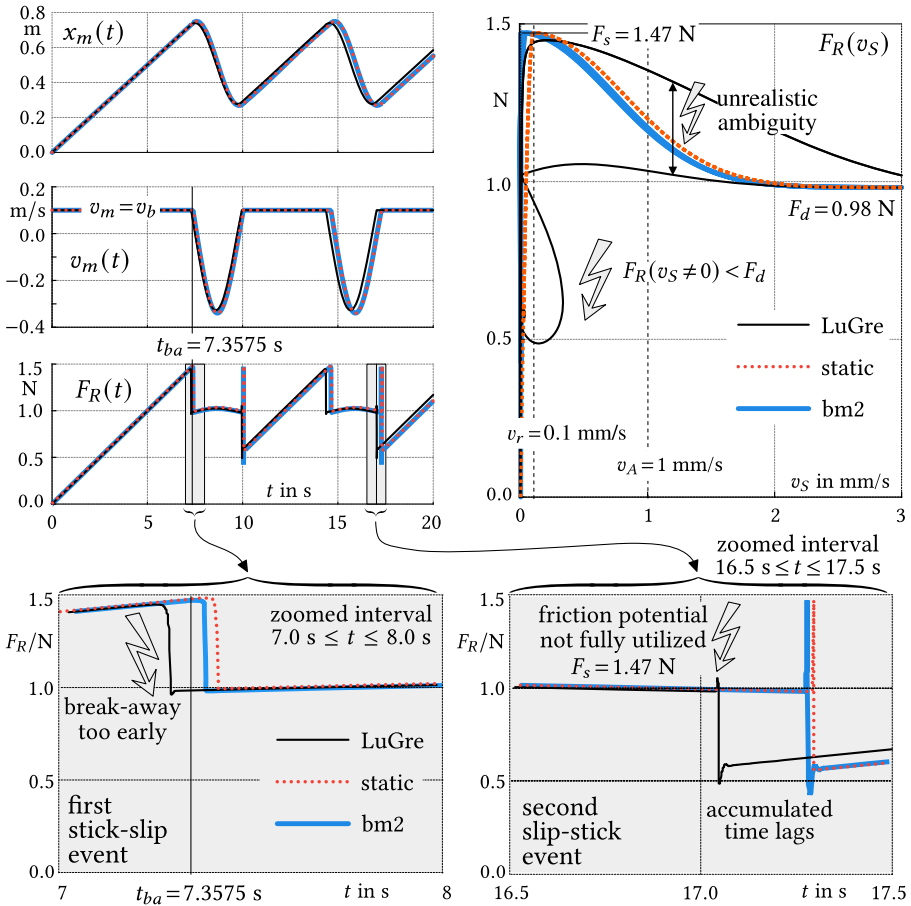 0.8
m
x_m(t)
0.6
0.4
0.2
0.0
0.2
m/s
v_m = v_b
0.0
v_m(t)
−0.2
−0.4
t_ba = 7.3575 s
1.5
N
F_R(t)
1.0
0.5
0.0
t in s
0
5
10
15
20
1.5
F_s = 1.47 N
F_R(v_S)
N
unrealistic
ambiguity
1.0
F_d = 0.98 N
F_R(v_S ≠ 0) < F_d
0.5
LuGre
static
bm2
v_r = 0.1 mm/s
v_A = 1 mm/s
0.0
v_S in mm/s
0
1
2
3
zoomed interval
16.5 s ≤ t ≤ 17.5 s
1.5
F_R/N
zoomed interval
7.0 s ≤ t ≤ 8.0 s
1.0
break-away
too early
LuGre
0.5
static
first
stick-slip
event
bm2
0.0
7
t_ba = 7.3575 s
t in s
8
1.5
F_R/N
friction potential
not fully utilized
F_s = 1.47 N
1.0
0.5
second
slip-stick
event
accumulated
time lags
0.0
16.5
17.0
t in s
17.5